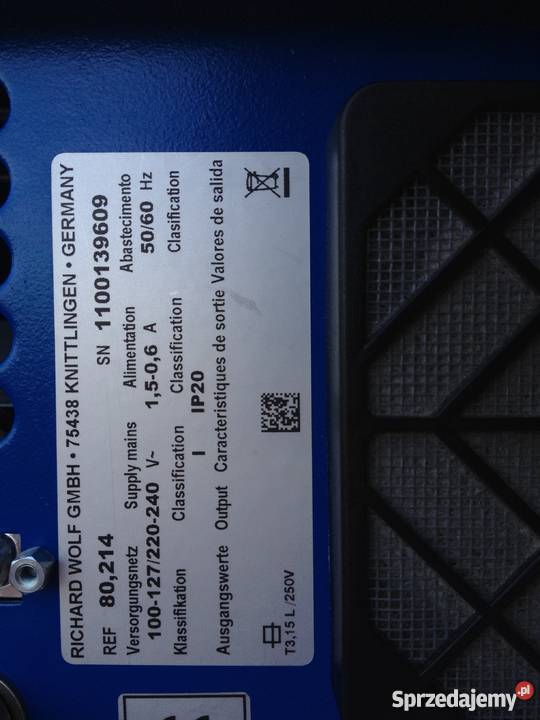 RICHARD WOLF GMBH • 75438 KNITTLINGEN • GERMANY
REF 80,214 SN 1100139609
Versorgungsnetz Supply mains Alimentation Abastecimento
100-127/220-240 V~ 1,5-0,6 A 50/60 Hz
Klassifikation Classification Classification Clasification
I IP20
Ausgangswerte Output Caracteristiques de sortie Valores de salida
T3,15 L /250V
Sprzedajemy.pl